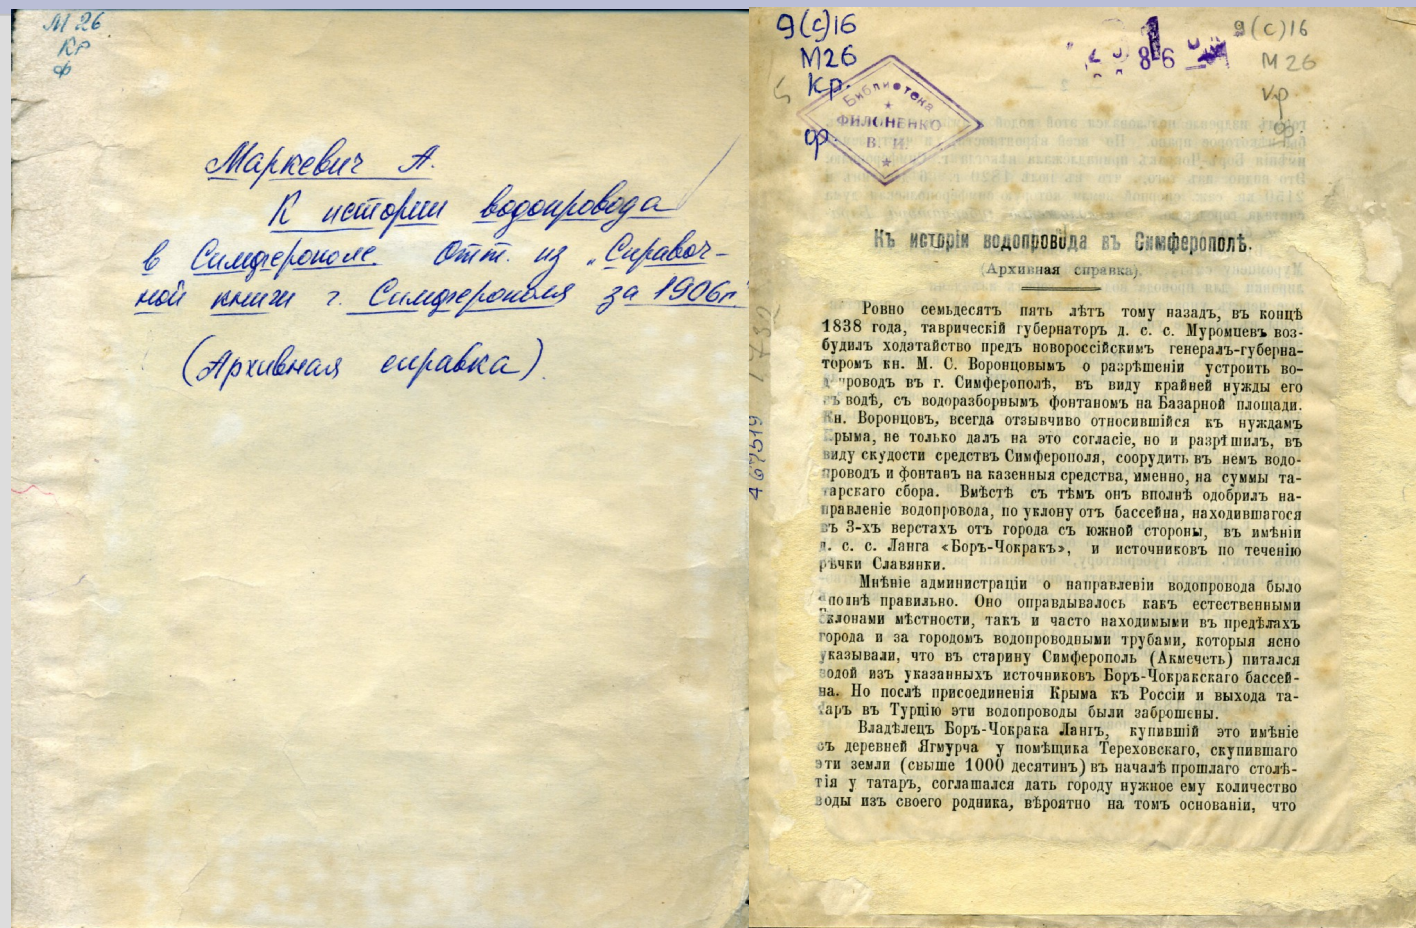 М 26
Кр
ф
Маркевич А.
К истории водопровода
в Симферополе. Отт. из „Справоч-
ной книги г. Симферополя за 1906г."
(Архивная справка).
9(с)16
М26
Кр.
ф
Библиотека
ФИЛОНЕНКО
В. И.
1
86
9(с)16
М 26
кр
ф.
467519
Къ исторіи водопровода въ Симферополѣ.
(Архивная справка).
Ровно семьдесятъ пять лѣтъ тому назадъ, въ концѣ
1838 года, таврическій губернаторъ д. с. с. Муромцевъ воз-
будилъ ходатайство предъ новороссійскимъ генералъ-губерна-
торомъ кн. М. С. Воронцовымъ о разрѣшеніи устроить во-
проводъ въ г. Симферополѣ, въ виду крайней нужды его
въ водѣ, съ водоразборнымъ фонтаномъ на Базарной площади.
Кн. Воронцовъ, всегда отзывчиво относившійся къ нуждамъ
Крыма, не только далъ на это согласіе, но и разрѣшилъ, въ
виду скудости средствъ Симферополя, соорудить въ немъ водо-
проводъ и фонтанъ на казенныя средства, именно, на суммы та-
тарскаго сбора. Вмѣстѣ съ тѣмъ онъ вполнѣ одобрилъ на-
правленіе водопровода, по уклону отъ бассейна, находившагося
въ 3-хъ верстахъ отъ города съ южной стороны, въ имѣніи
д. с. с. Ланга «Боръ-Чокракъ», и источниковъ по теченію
рѣчки Славянки.
Мнѣніе администраціи о направленіи водопровода было
вполнѣ правильно. Оно оправдывалось какъ естественными
склонами мѣстности, такъ и часто находимыми въ предѣлахъ
города и за городомъ водопроводными трубами, которыя ясно
указывали, что въ старину Симферополь (Акмечеть) питался
водой изъ указанныхъ источниковъ Боръ-Чокракскаго бассей-
на. Но послѣ присоединенія Крыма къ Россіи и выхода та-
таръ въ Турцію эти водопроводы были заброшены.
Владѣлецъ Боръ-Чокрака Лангъ, купившій это имѣніе
съ деревней Ягмурча у помѣщика Тереховскаго, скупившаго
эти земли (свыше 1000 десятинъ) въ началѣ прошлаго столѣ-
тія у татаръ, соглашался дать городу нужное ему количество
воды изъ своего родника, вѣроятно на томъ основаніи, что